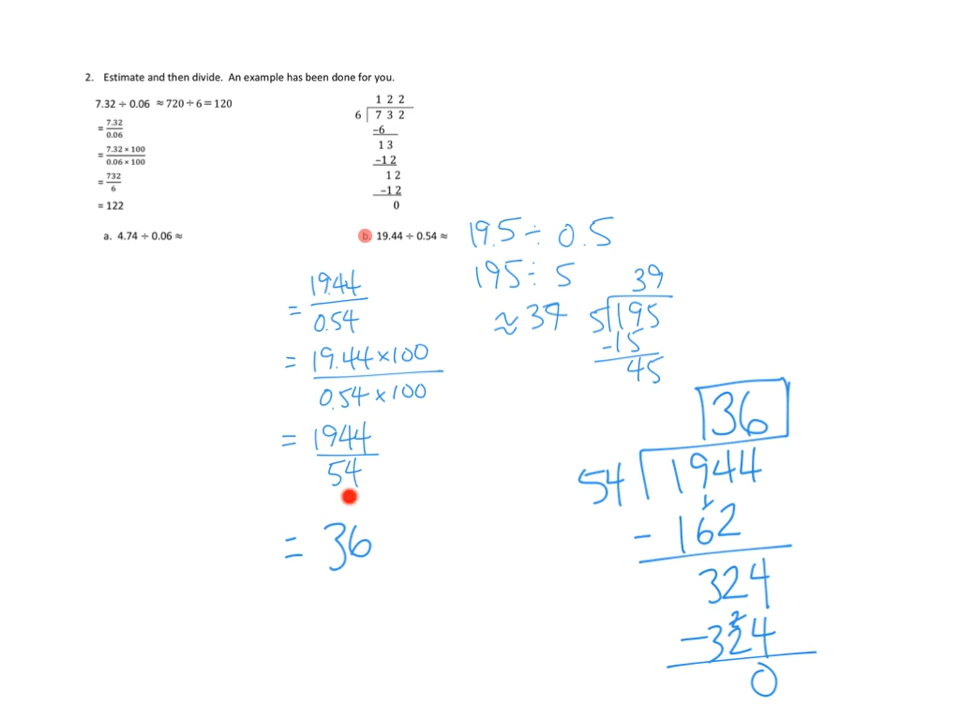 2. Estimate and then divide. An example has been done for you.
7.32 ÷ 0.06 ≈ 720 ÷ 6 = 120
= 7.32/0.06
= 7.32 × 100/0.06 × 100
= 732/6
= 122
1 2 2
6 7 3 2
-6
1 3
-1 2
1 2
-1 2
0
a. 4.74 ÷ 0.06 ≈
b. 19.44 ÷ 0.54 ≈
19.5 ÷ 0.5
195 ÷ 5
≈ 39
39
5 195
-15
45
= 19.44/0.54
= 19.44 × 100/0.54 × 100
= 1944/54
= 36
36
54 1944
1
- 162
324
2
- 324
0